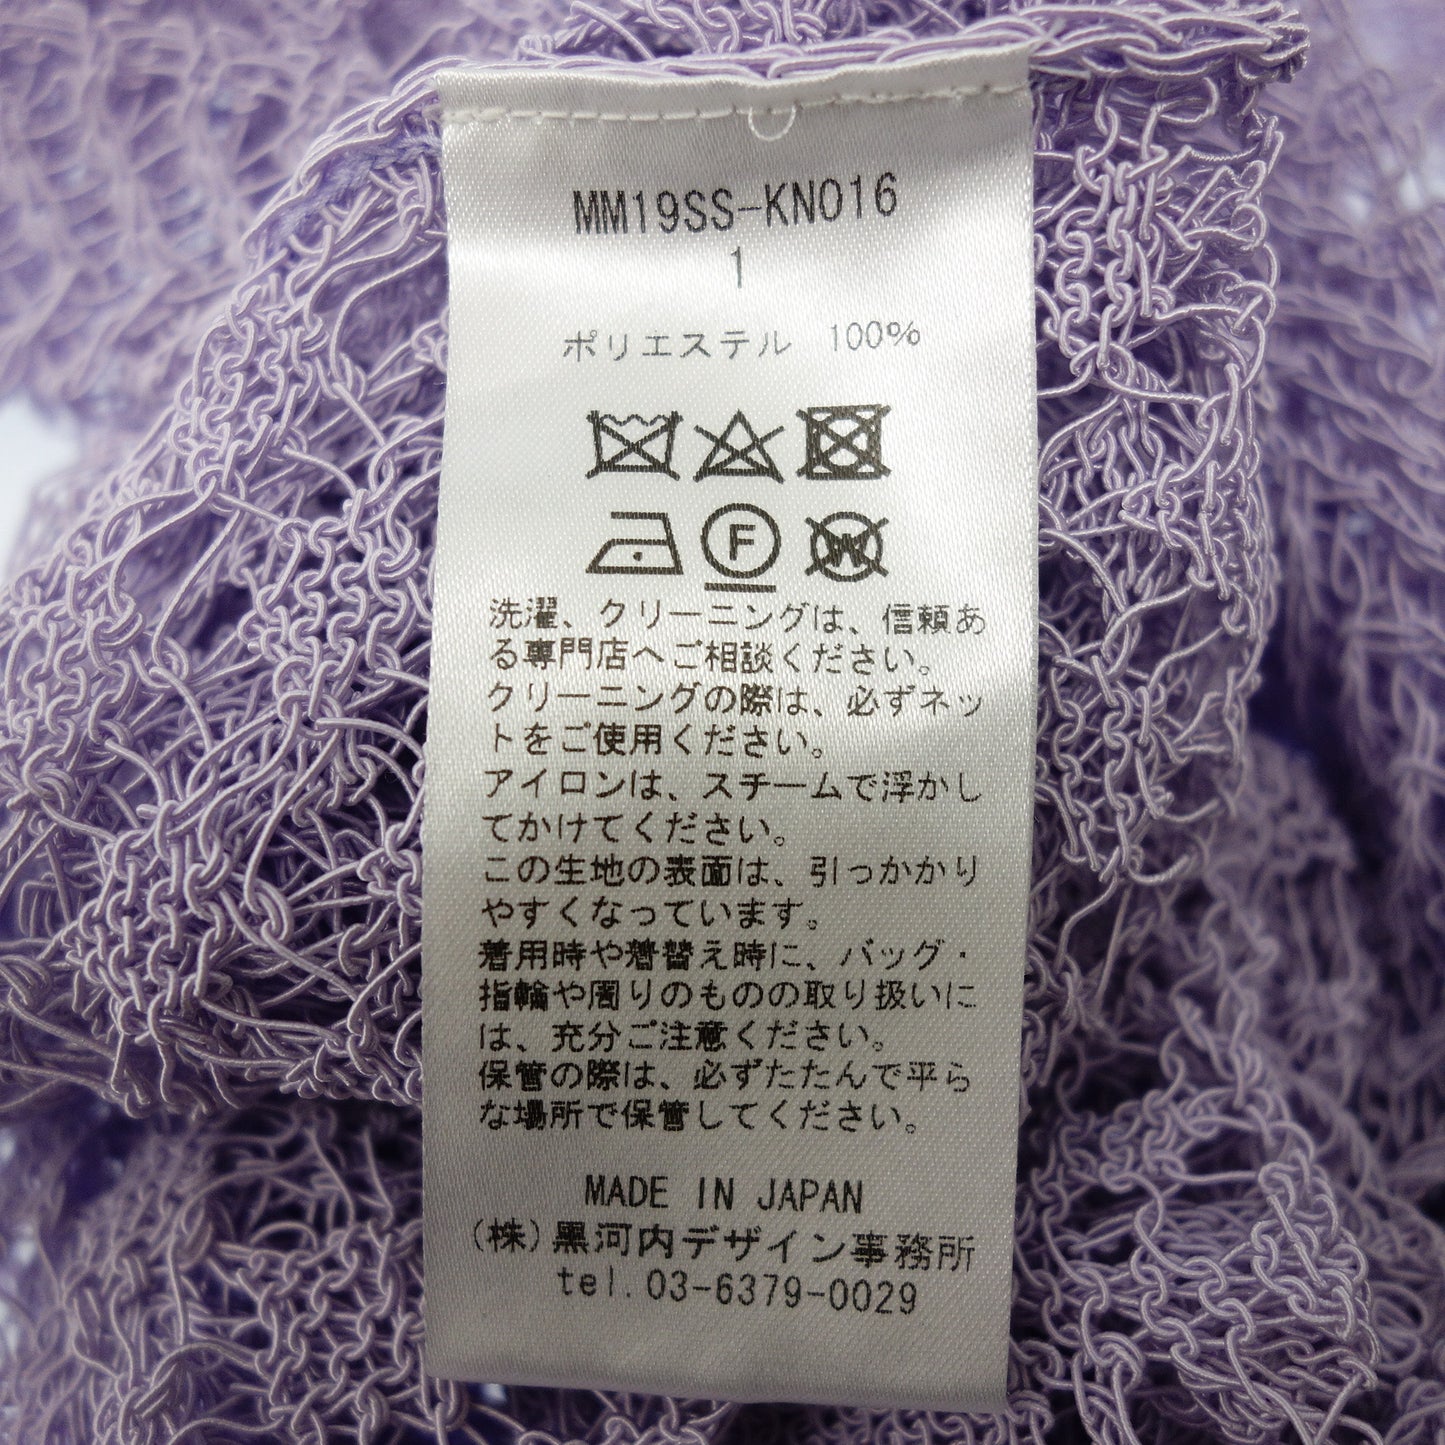 MM19SS-KN016
1
ポリエステル 100%
F
W
洗濯、クリーニングは、信頼あ
る専門店へご相談ください。
クリーニングの際は、必ずネッ
トをご使用ください。
アイロンは、スチームで浮かし
てかけてください。
この生地の表面は、引っかかり
やすくなっています。
着用時や着替え時に、バッグ・
指輪や周りのものの取り扱いに
は、充分ご注意ください。
保管の際は、必ずたたんで平ら
な場所で保管してください。
MADE IN JAPAN
(株)黒河内デザイン事務所
tel.03-6379-0029